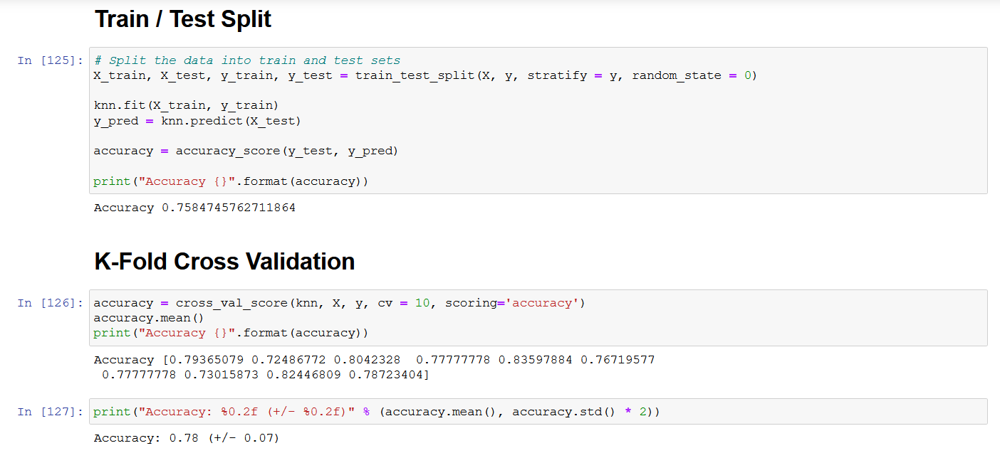 Train / Test Split
In [125]: # Split the data into train and test sets
X_train, X_test, y_train, y_test = train_test_split(X, y, stratify = y, random_state = 0)
knn.fit(X_train, y_train)
y_pred = knn.predict(X_test)
accuracy = accuracy_score(y_test, y_pred)
print("Accuracy {}".format(accuracy))
Accuracy 0.7584745762711864
K-Fold Cross Validation
In [126]: accuracy = cross_val_score(knn, X, y, cv = 10, scoring='accuracy')
accuracy.mean()
print("Accuracy {}".format(accuracy))
Accuracy [0.79365079 0.72486772 0.8042328  0.77777778 0.83597884 0.76719577
0.77777778 0.73015873 0.82446809 0.78723404]
In [127]: print("Accuracy: %0.2f (+/- %0.2f)" % (accuracy.mean(), accuracy.std() * 2))
Accuracy: 0.78 (+/- 0.07)